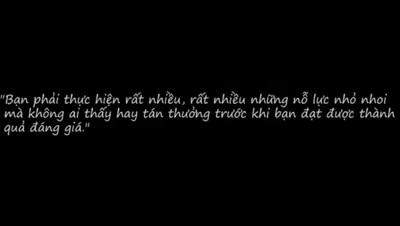 "Bạn phải thực hiện rất nhiều, rất nhiều những nỗ lực nhỏ nhoi
mà không ai thấy hay tán thưởng trước khi bạn đạt được thành
quả đáng giá."